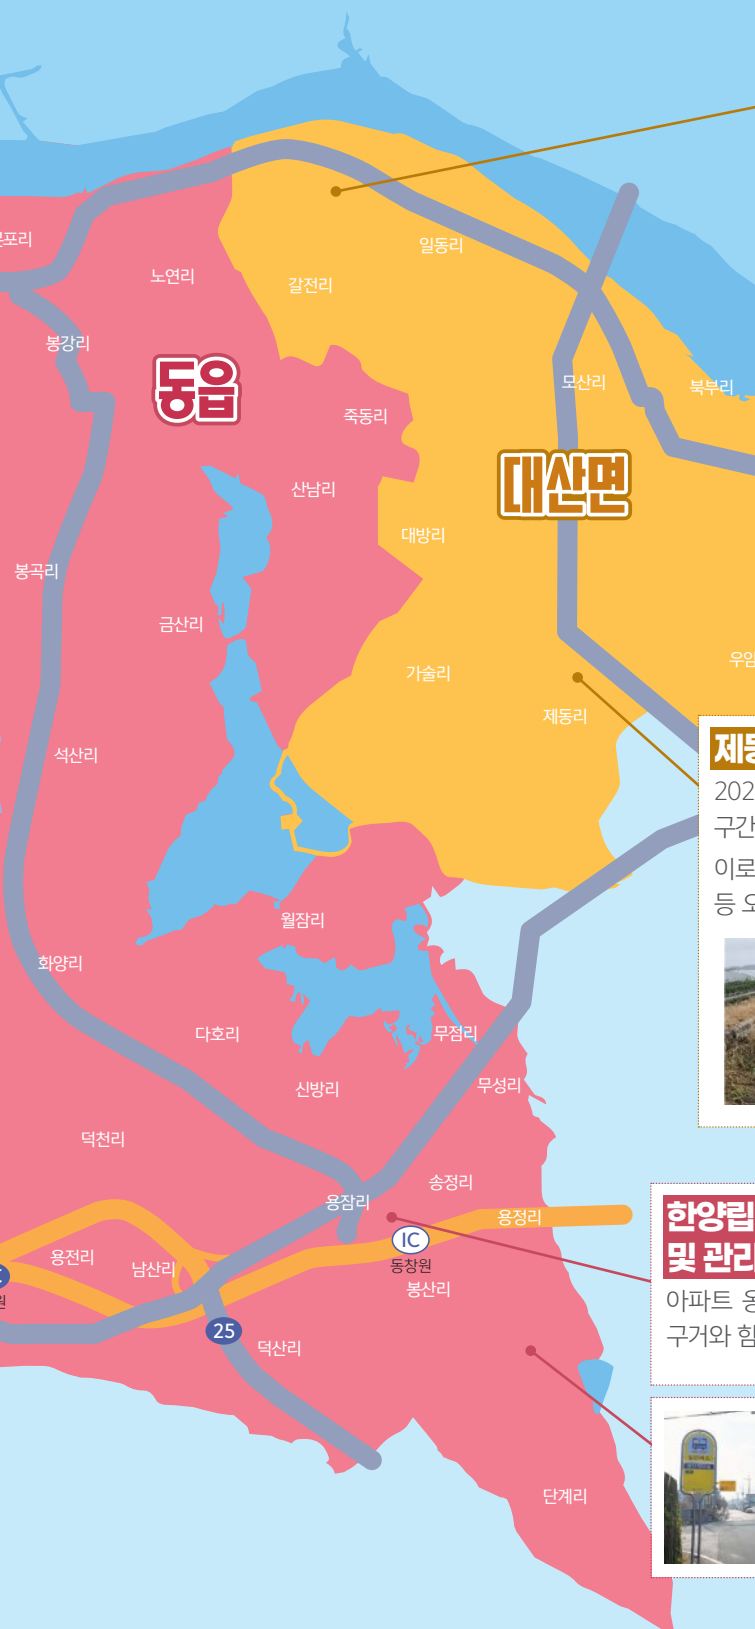 일동리
노연리
갈전리
봉강리
동읍
모산리
북부리
죽동리
대산면
산남리
대방리
봉곡리
금산리
가술리
제동리
석산리
202
구간
이로
등 오
월잠리
화양리
다호리
무점리
신방리
무성리
덕천리
송정리
용잠리
한양립
용정리
IC
동창원
및 관리
용전리
남산리
봉산리
아파트 옹
25
구거와 함
덕산리
단계리